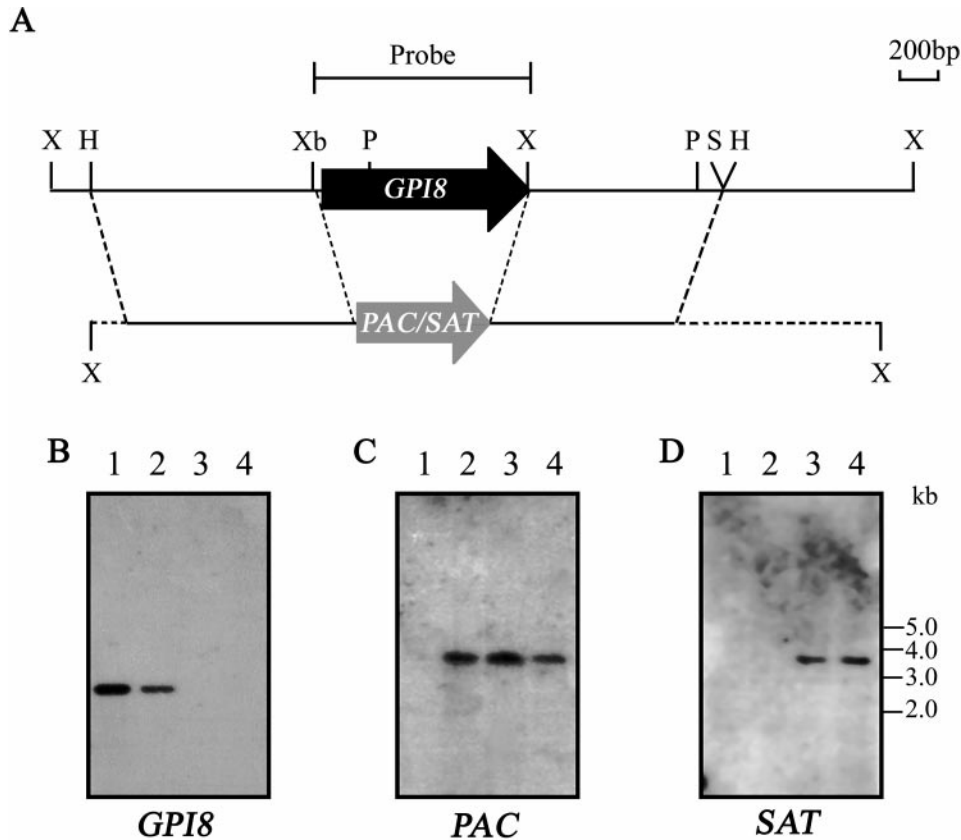 A
200bp
Probe
X H Xb P X P S H X
GPI8
PAC/SAT
X X
B 1 2 3 4
C 1 2 3 4
D 1 2 3 4
kb
5.0
4.0
3.0
2.0
GPI8
PAC
SAT